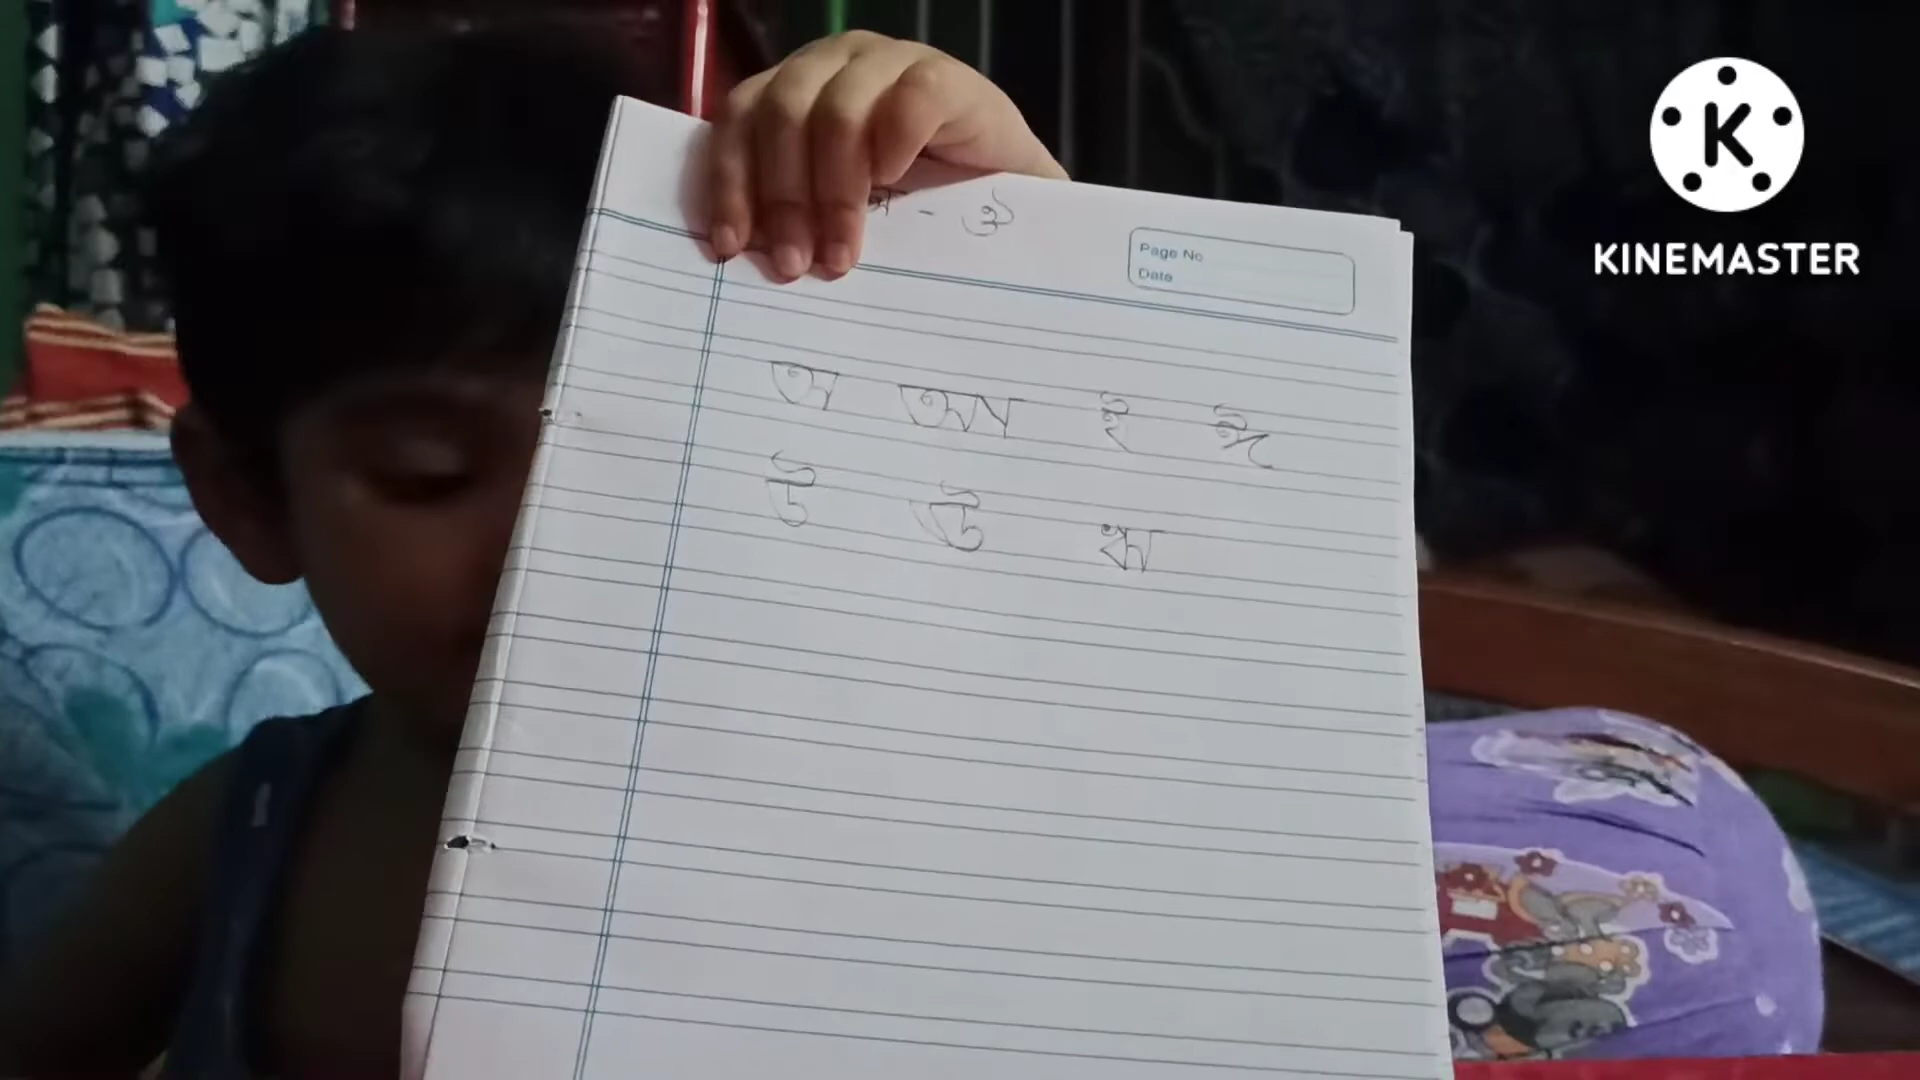 - ঔ
Page No
Date
অ আ ই ঈ
উ ঊ ঋ
KINEMASTER